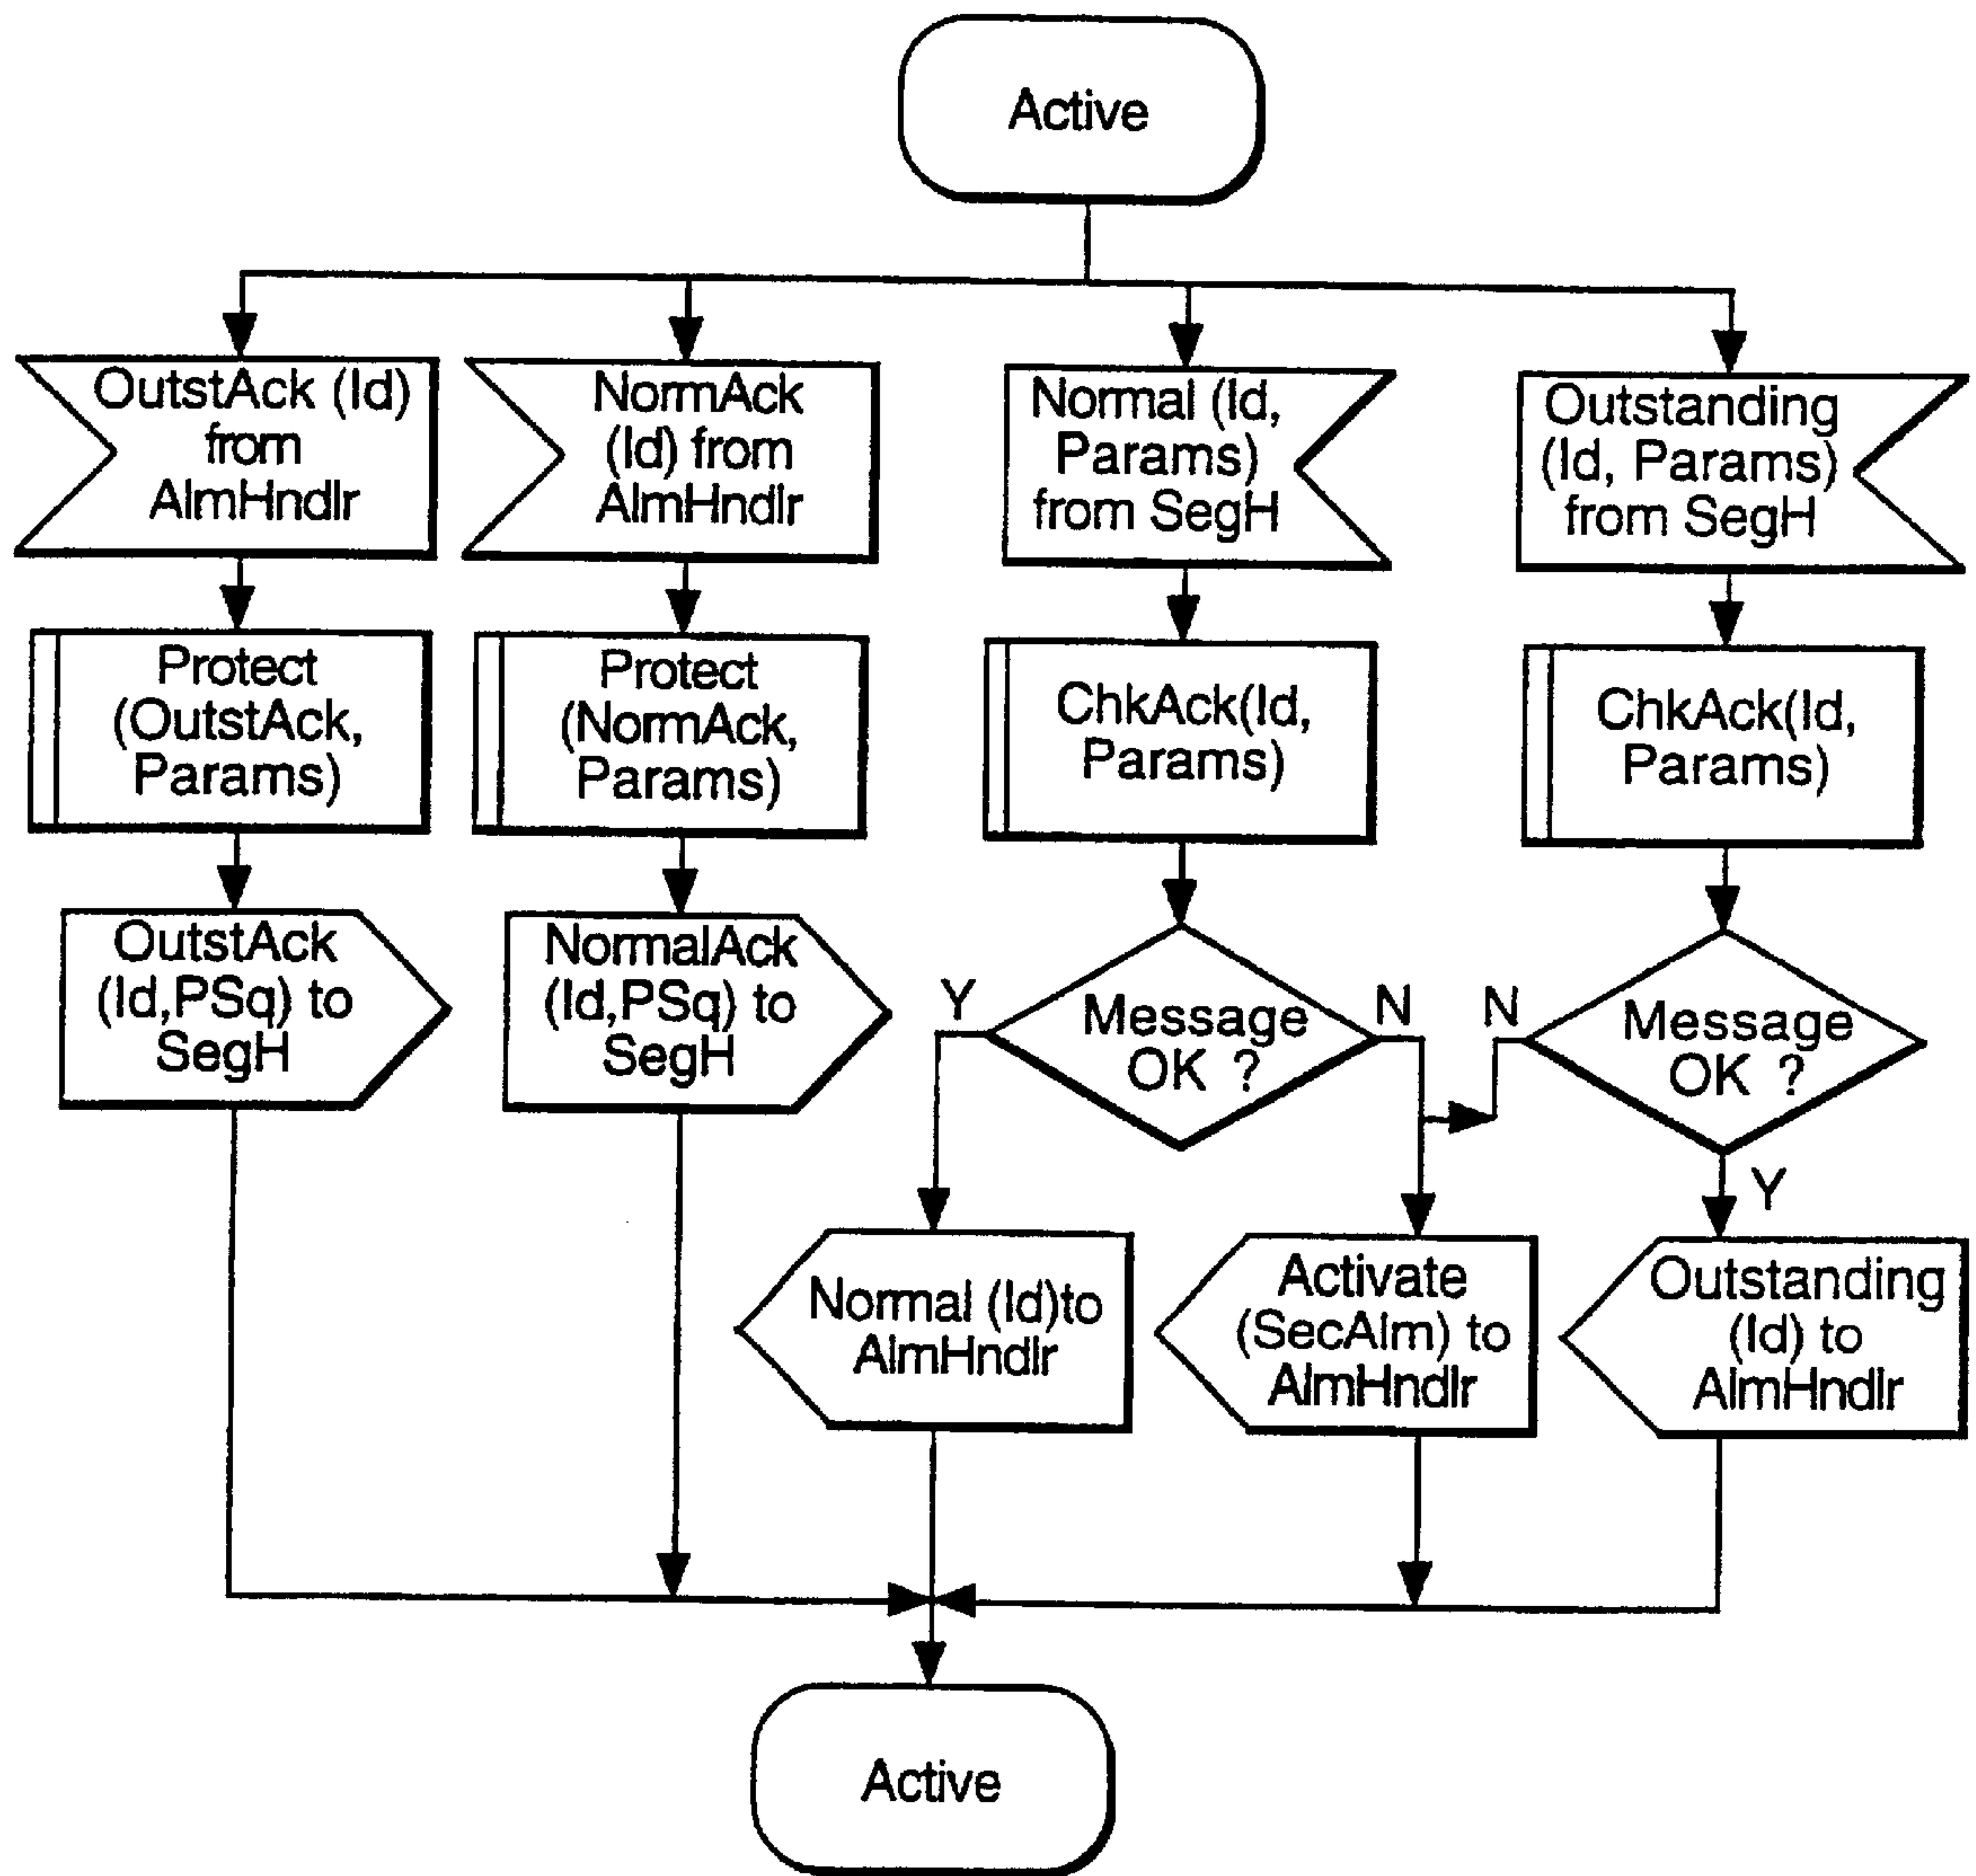 Active
OutstAck (Id)
from
AlmHndlr
NormAck
(Id) from
AlmHndlr
Normal (Id,
Params)
from SegH
Outstanding
(Id, Params)
from SegH
Protect
(OutstAck,
Params)
Protect
(NormAck,
Params)
ChkAck(Id,
Params)
ChkAck(Id,
Params)
OutstAck
(Id,PSq) to
SegH
NormalAck
(Id,PSq) to
SegH
Y
Message
OK ?
N
N
Message
OK ?
Y
Normal (Id)to
AlmHndlr
Activate
(SecAlm) to
AlmHndlr
Outstanding
(Id) to
AlmHndlr
Active